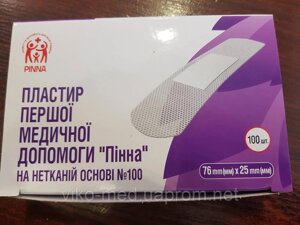 PINNA
ПЛАСТИР
ПЕРШОЇ
МЕДИЧНОЇ
ДОПОМОГИ "Пінна"
НА НЕТКАНІЙ ОСНОВІ №100
100 шт.
76 mm(мм) x 25 mm(мм)
viko-med.prom.net